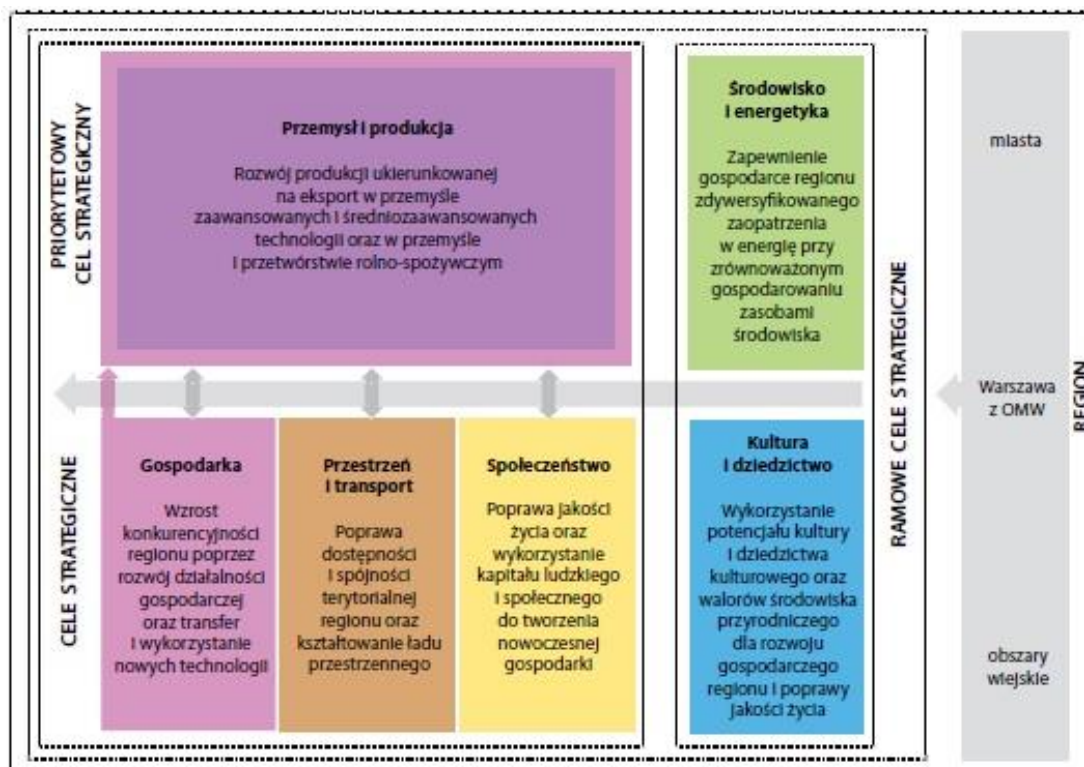 PRIORYTETOWY
CEL STRATEGICZNY
Przemysł i produkcja
Rozwój produkcji ukierunkowanej
na eksport w przemyśle
zaawansowanych i średniozaawansowanych
technologii oraz w przemyśle
i przetwórstwie rolno-spożywczym
Środowisko
i energetyka
Zapewnienie
gospodarce regionu
zdywersyfikowanego
zaopatrzenia
w energię przy
zrównoważonym
gospodarowaniu
zasobami
środowiska
CELE STRATEGICZNE
Gospodarka
Wzrost
konkurencyjności
regionu poprzez
rozwój działalności
gospodarczej
oraz transfer
i wykorzystanie
nowych technologii
Przestrzeń
i transport
Poprawa
dostępności
i spójności
terytorialnej
regionu oraz
kształtowanie ładu
przestrzennego
Społeczeństwo
Poprawa jakości
życia oraz
wykorzystanie
kapitału ludzkiego
i społecznego
do tworzenia
nowoczesnej
gospodarki
Kultura
i dziedzictwo
Wykorzystanie
potencjału kultury
i dziedzictwa
kulturowego oraz
walorów środowiska
przyrodniczego
dla rozwoju
gospodarczego
regionu i poprawy
jakości życia
RAMOWE CELE STRATEGICZNE
miasta
Warszawa
z OMW
obszary
wiejskie
REGION